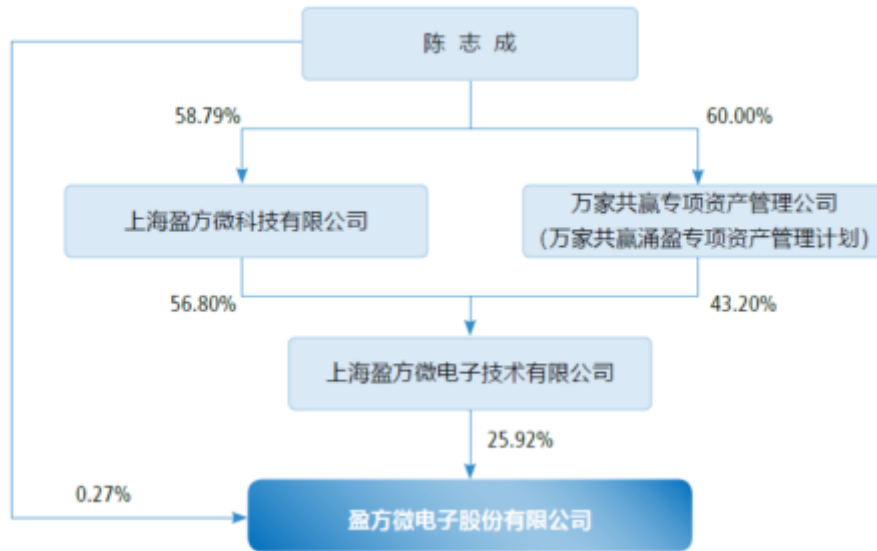 陈 志 成
58.79%
60.00%
上海盈方微科技有限公司
万家共赢专项资产管理公司
(万家共赢涌盈专项资产管理计划)
56.80%
43.20%
上海盈方微电子技术有限公司
25.92%
0.27%
盈方微电子股份有限公司